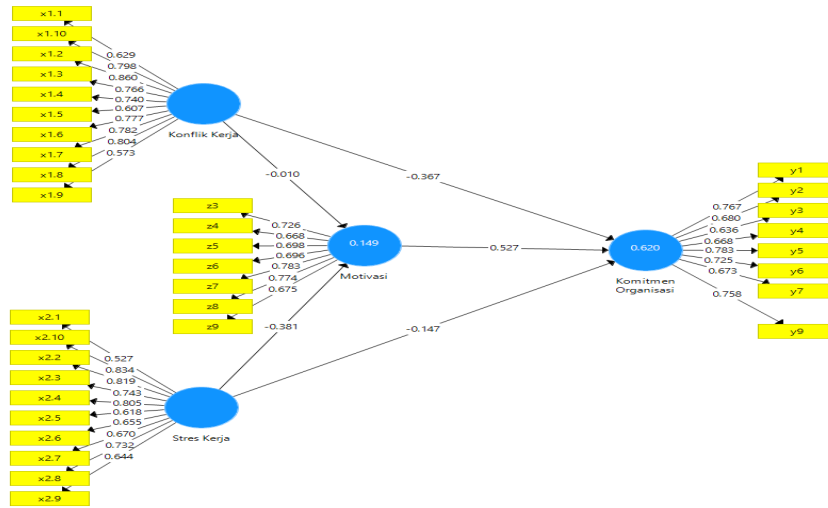 x1.1
x1.10
x1.2
x1.3
x1.4
x1.5
x1.6
x1.7
x1.8
x1.9
0.629
0.798
0.860
0.766
0.740
0.607
0.777
0.782
0.804
0.573
Konflik Kerja
-0.010
-0.367
z3
z4
z5
z6
z7
z8
z9
0.726
0.668
0.698
0.696
0.783
0.774
0.675
0.149
Motivasi
0.527
-0.381
-0.147
x2.1
x2.10
x2.2
x2.3
x2.4
x2.5
x2.6
x2.7
x2.8
x2.9
0.527
0.834
0.819
0.743
0.805
0.618
0.655
0.670
0.732
0.644
Stres Kerja
0.620
Komitmen
Organisasi
0.767
0.680
0.636
0.668
0.783
0.725
0.673
0.758
y1
y2
y3
y4
y5
y6
y7
y9